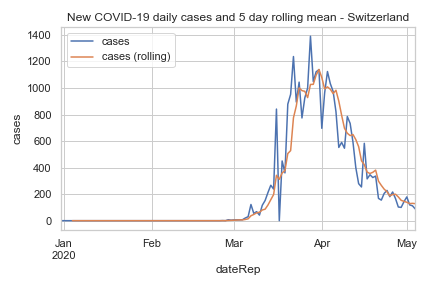 New COVID-19 daily cases and 5 day rolling mean - Switzerland
cases
cases (rolling)
1400
1200
1000
800
600
400
200
0
cases
Jan
2020
Feb
Mar
Apr
May
dateRep